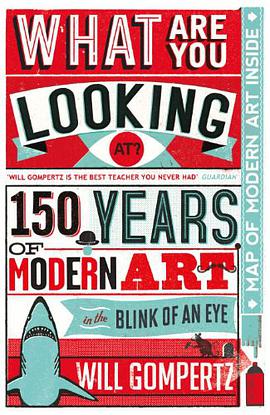 WHAT ARE YOU
LOOKING
AT?
'WILL GOMPERTZ IS THE BEST TEACHER YOU NEVER HAD' GUARDIAN
150 YEARS
OF
MODERN ART
in the BLINK OF AN EYE
WILL GOMPERTZ
MAP OF MODERN ART INSIDE